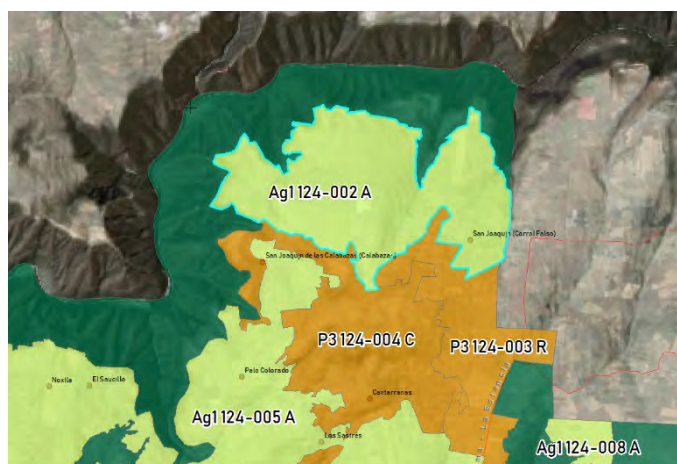 Ag1 124-002 A
San Joaquín (Corral Falso)
San Joaquín de las Calabazas (Calabazas)
P3 124-004 C
P3 124-003 R
Palo Colorado
Noxtla
El Saucillo
Canterranas
Ag1 124-005 A
Los Sastres
Ag1 124-008 A